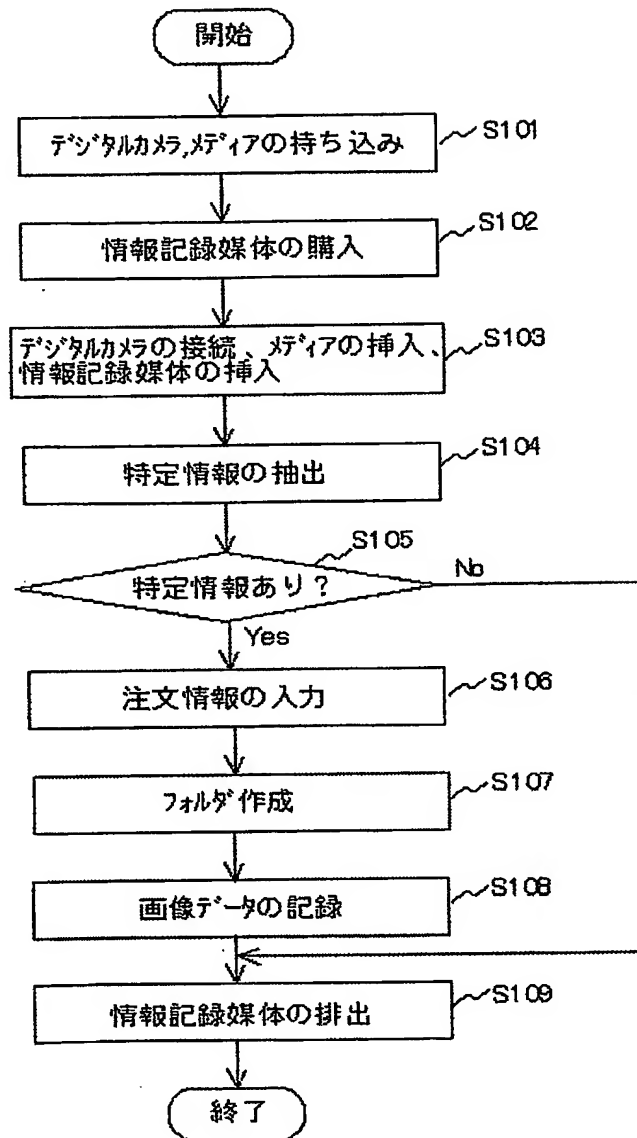 開始
デジタルカメラ,メディアの持ち込み
S101
情報記録媒体の購入
S102
デジタルカメラの接続、メディアの挿入、
情報記録媒体の挿入
S103
特定情報の抽出
S104
特定情報あり?
S105
No
Yes
注文情報の入力
S106
フォルダ作成
S107
画像データの記録
S108
情報記録媒体の排出
S109
終了